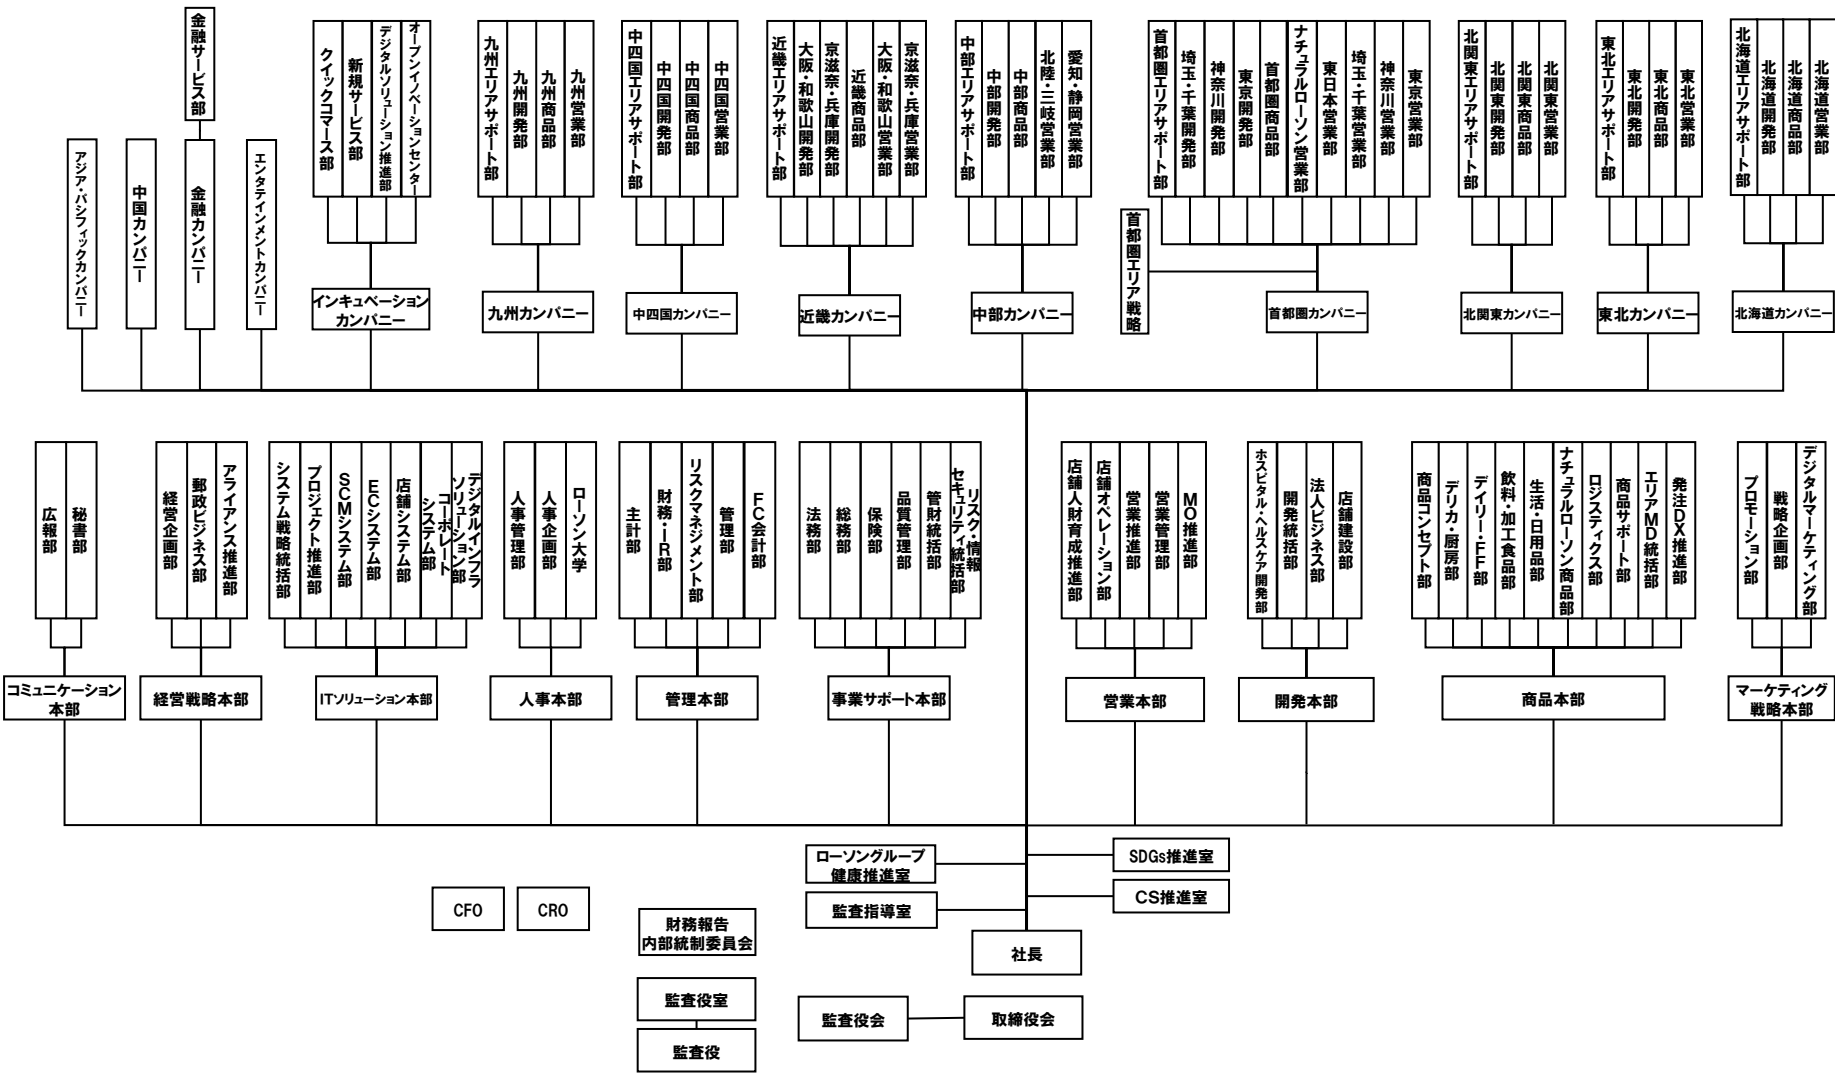 金融サービス部
クイックコマース部
新規サービス部
デジタルソリューション推進部
オープンイノベーションセンター
九州エリアサポート部
九州開発部
九州商品部
九州営業部
中四国エリアサポート部
中四国開発部
中四国商品部
中四国営業部
近畿エリアサポート部
大阪・和歌山開発部
京滋奈・兵庫開発部
近畿商品部
大阪・和歌山営業部
京滋奈・兵庫営業部
中部エリアサポート部
中部開発部
中部商品部
北陸・三岐営業部
愛知・静岡営業部
首都圏エリアサポート部
埼玉・千葉開発部
神奈川開発部
東京開発部
首都圏商品部
ナチュラルローソン営業部
東日本営業部
埼玉・千葉営業部
神奈川営業部
東京営業部
北関東エリアサポート部
北関東開発部
北関東商品部
北関東営業部
東北エリアサポート部
東北開発部
東北商品部
東北営業部
北海道エリアサポート部
北海道開発部
北海道商品部
北海道営業部
アジア・パシフィックカンパニー
中国カンパニー
金融カンパニー
エンタテインメントカンパニー
インキュベーション
カンパニー
九州カンパニー
中四国カンパニー
近畿カンパニー
中部カンパニー
首都圏エリア戦略
首都圏カンパニー
北関東カンパニー
東北カンパニー
北海道カンパニー
広報部
秘書部
経営企画部
郵政ビジネス部
アライアンス推進部
システム戦略統括部
プロジェクト推進部
SCMシステム部
ECシステム部
店舗システム部
コーポレート
システム部
デジタルインフラ
ソリューション部
人事管理部
人事企画部
ローソン大学
主計部
財務・IR部
リスクマネジメント部
管理部
FC会計部
法務部
総務部
保険部
品質管理部
管財統括部
リスク・情報
セキュリティ統括部
店舗人財育成推進部
店舗オペレーション部
営業推進部
営業管理部
MO推進部
ホスピタル・ヘルスケア開発部
開発統括部
法人ビジネス部
店舗建設部
商品コンセプト部
デリカ・厨房部
デイリー・FF部
飲料・加工食品部
生活・日用品部
ナチュラルローソン商品部
ロジスティクス部
商品サポート部
エリアMD統括部
発注DX推進部
プロモーション部
戦略企画部
デジタルマーケティング部
コミュニケーション
本部
経営戦略本部
ITソリューション本部
人事本部
管理本部
事業サポート本部
営業本部
開発本部
商品本部
マーケティング
戦略本部
ローソングループ
健康推進室
SDGs推進室
監査指導室
CS推進室
CFO
CRO
財務報告
内部統制委員会
社長
監査役室
監査役会
取締役会
監査役